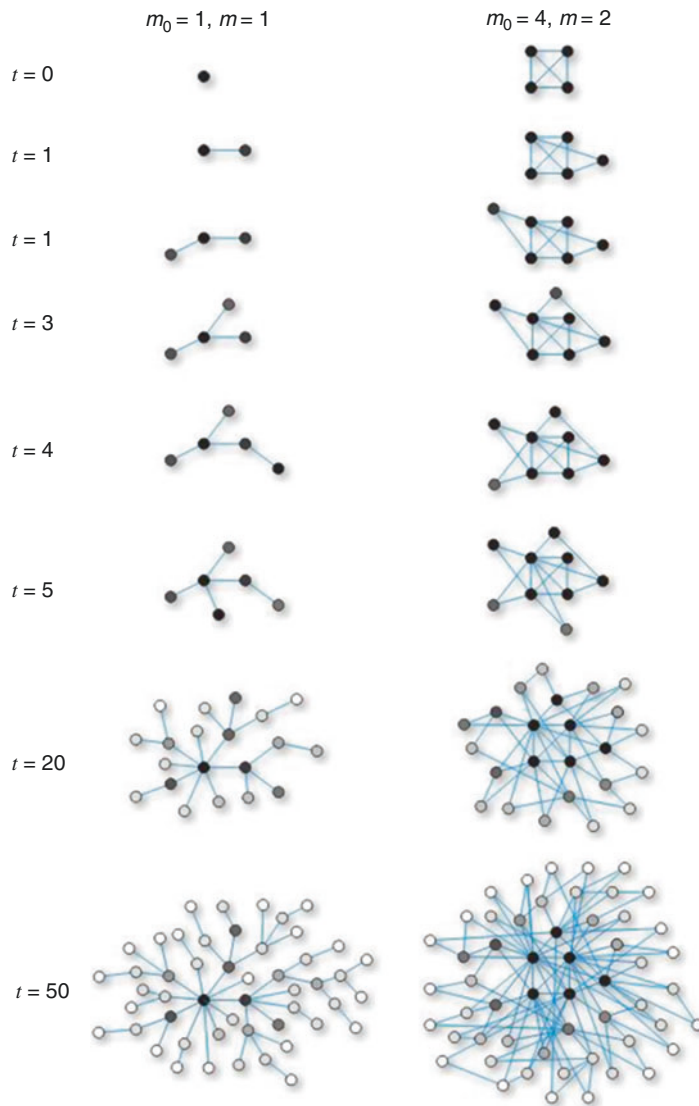 m₀ = 1, m = 1 m₀ = 4, m = 2
t = 0
t = 1
t = 1
t = 3
t = 4
t = 5
t = 20
t = 50